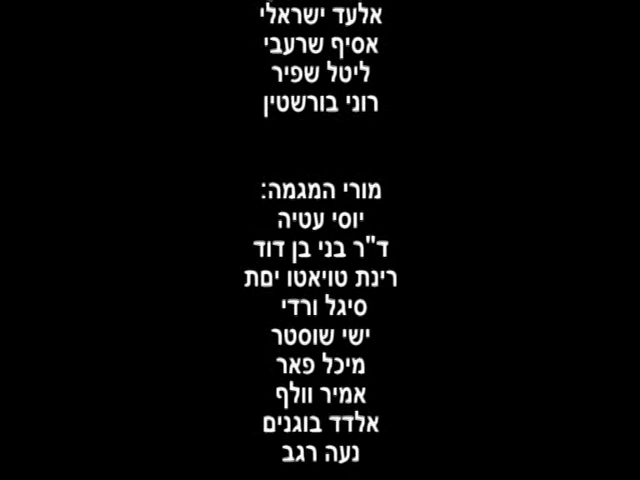 אלעד ישראלי
אסיף שרעבי
ליטל שפיר
רוני בורשטין
מורי המגמה:
יוסי עטיה
ד"ר בני בן דוד
רינת טויאטו יםת
סיגל ורדי
ישי שוסטר
מיכל פאר
אמיר וולף
אלדד בוגנים
נעה רגב